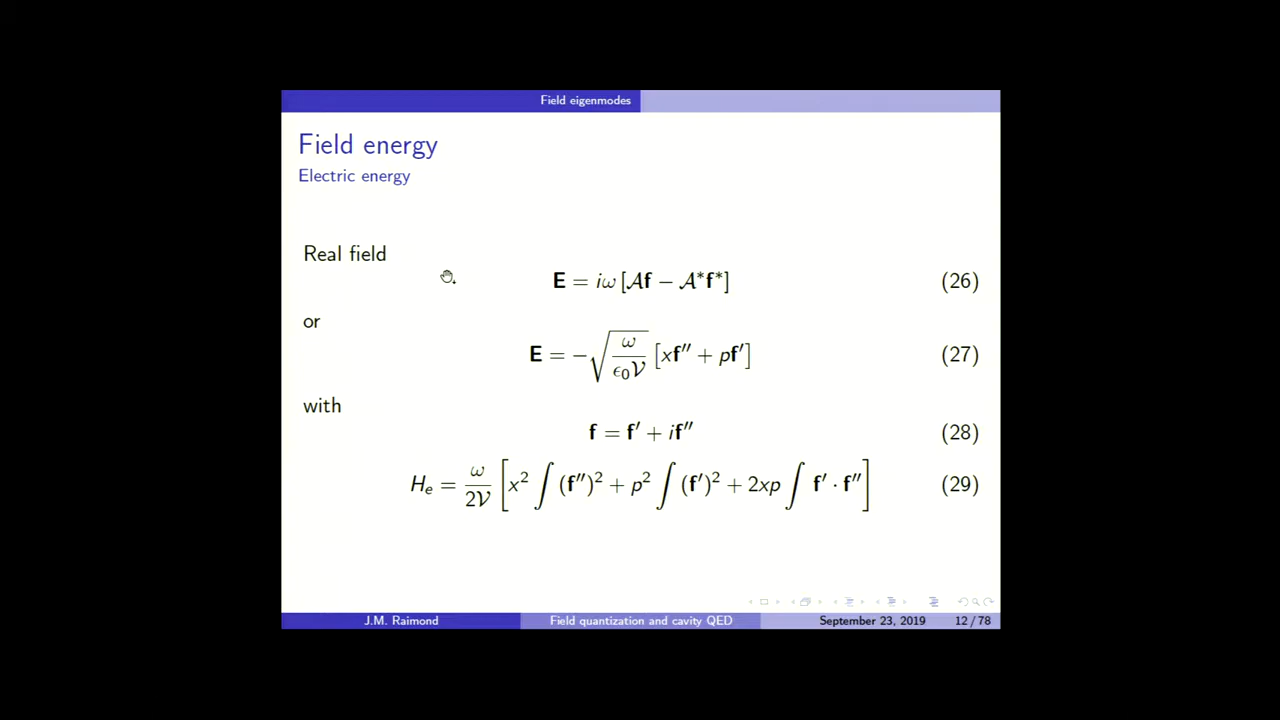 Field eigenmodes
Field energy
Electric energy
Real field
E = iω [𝒜f − 𝒜*f*] (26)
or
E = −√(ω / ϵ₀𝒱) [xf′′ + pf′] (27)
with
f = f′ + if′′ (28)
Hₑ = ω / 2𝒱 [x² ∫ (f′′)² + p² ∫ (f′)² + 2xp ∫ f′ · f′′] (29)
J.M. Raimond Field quantization and cavity QED September 23, 2019 12 / 78